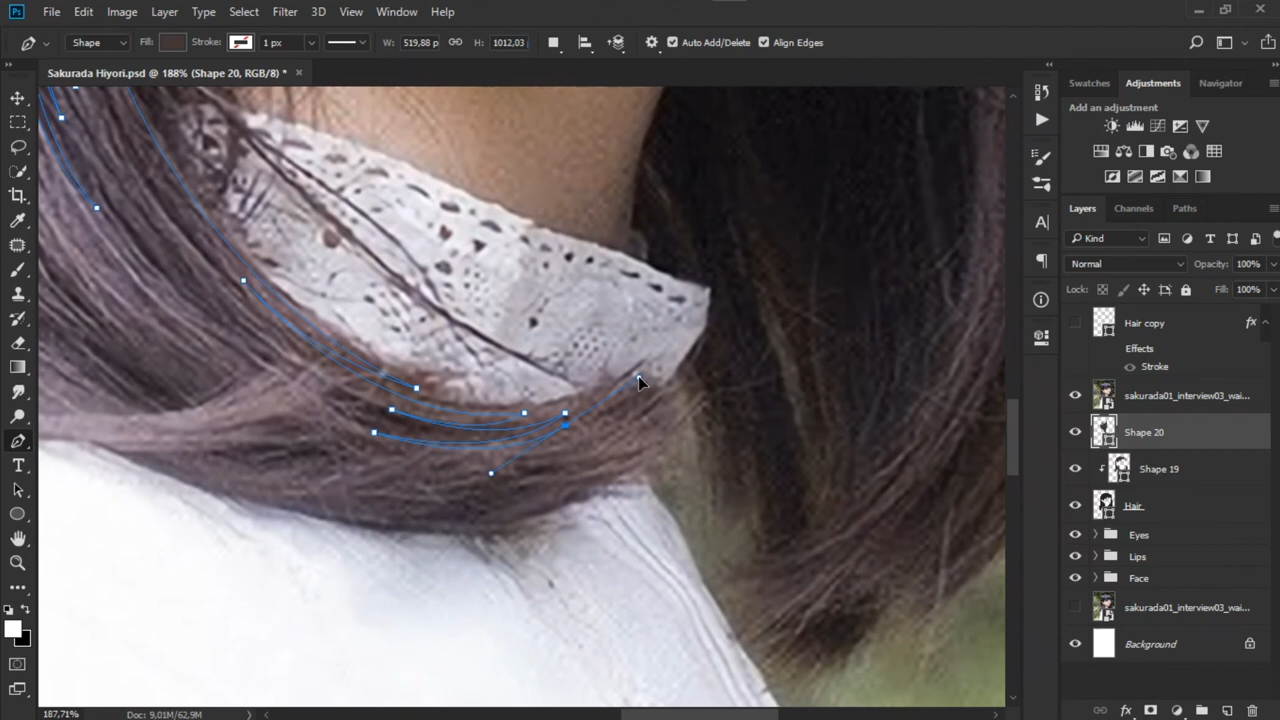 Ps File Edit Image Layer Type Select Filter 3D View Window Help
Shape Fill: Stroke: 1 px W: 519,88 p H: 1012,03 Auto Add/Delete Align Edges
Sakurada Hiyori.psd @ 188% (Shape 20, RGB/8) *
Swatches Adjustments Navigator
Add an adjustment
Layers Channels Paths
Kind
Normal Opacity: 100%
Lock: Fill: 100%
Hair copy fx
Effects
Stroke
sakurada01_interview03_wai...
Shape 20
Shape 19
Hair
Eyes
Lips
Face
sakurada01_interview03_wai...
Background
187,71% Doc: 9,01M/62,9M